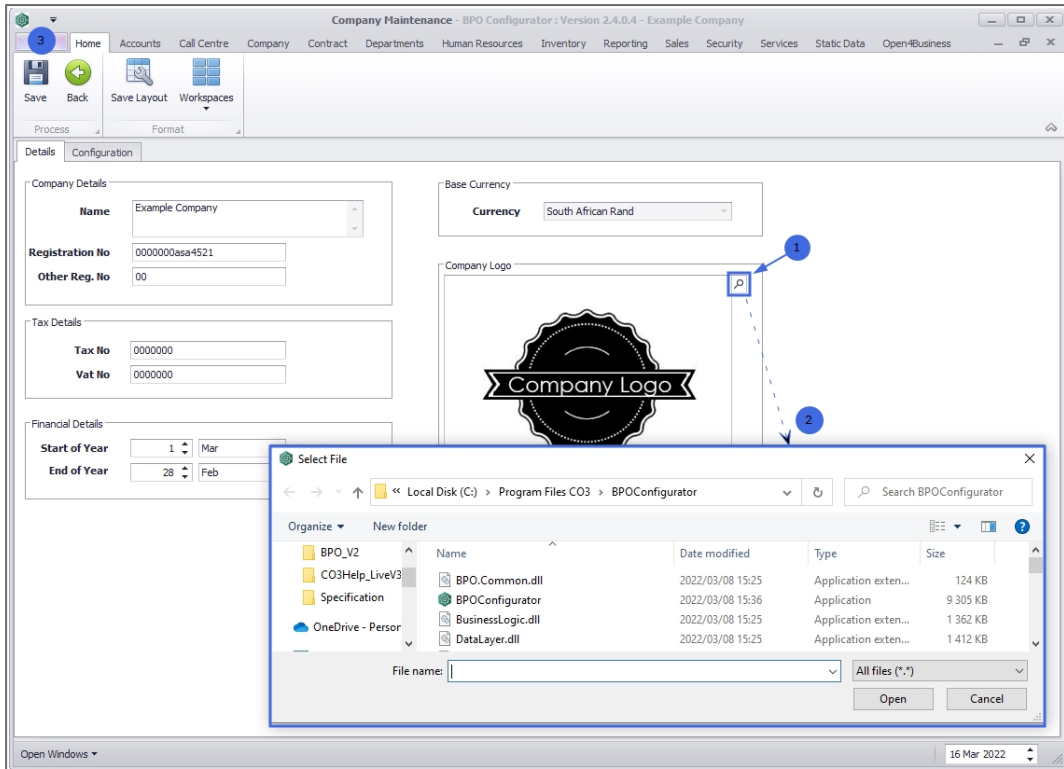 Company Maintenance - BPO Configurator : Version 2.4.0.4 - Example Company
3 Home Accounts Call Centre Company Contract Departments Human Resources Inventory Reporting Sales Security Services Static Data Open4Business
Save Back Save Layout Workspaces
Process Format
Details Configuration
Company Details
Name Example Company
Registration No 0000000asa4521
Other Reg. No 00
Base Currency
Currency South African Rand
1
Company Logo
Company Logo
Tax Details
Tax No 0000000
Vat No 0000000
2
Financial Details
Start of Year 1 Mar
End of Year 28 Feb
Select File
« Local Disk (C:) > Program Files CO3 > BPOConfigurator Search BPOConfigurator
Organize New folder
BPO_V2
CO3Help_LiveV3
Specification
OneDrive - Person
Name Date modified Type Size
BPO.Common.dll 2022/03/08 15:25 Application exten... 124 KB
BPOConfigurator 2022/03/08 15:36 Application 9 305 KB
BusinessLogic.dll 2022/03/08 15:25 Application exten... 1 362 KB
DataLayer.dll 2022/03/08 15:25 Application exten... 1 412 KB
File name: All files (*.*)
Open Cancel
Open Windows 16 Mar 2022